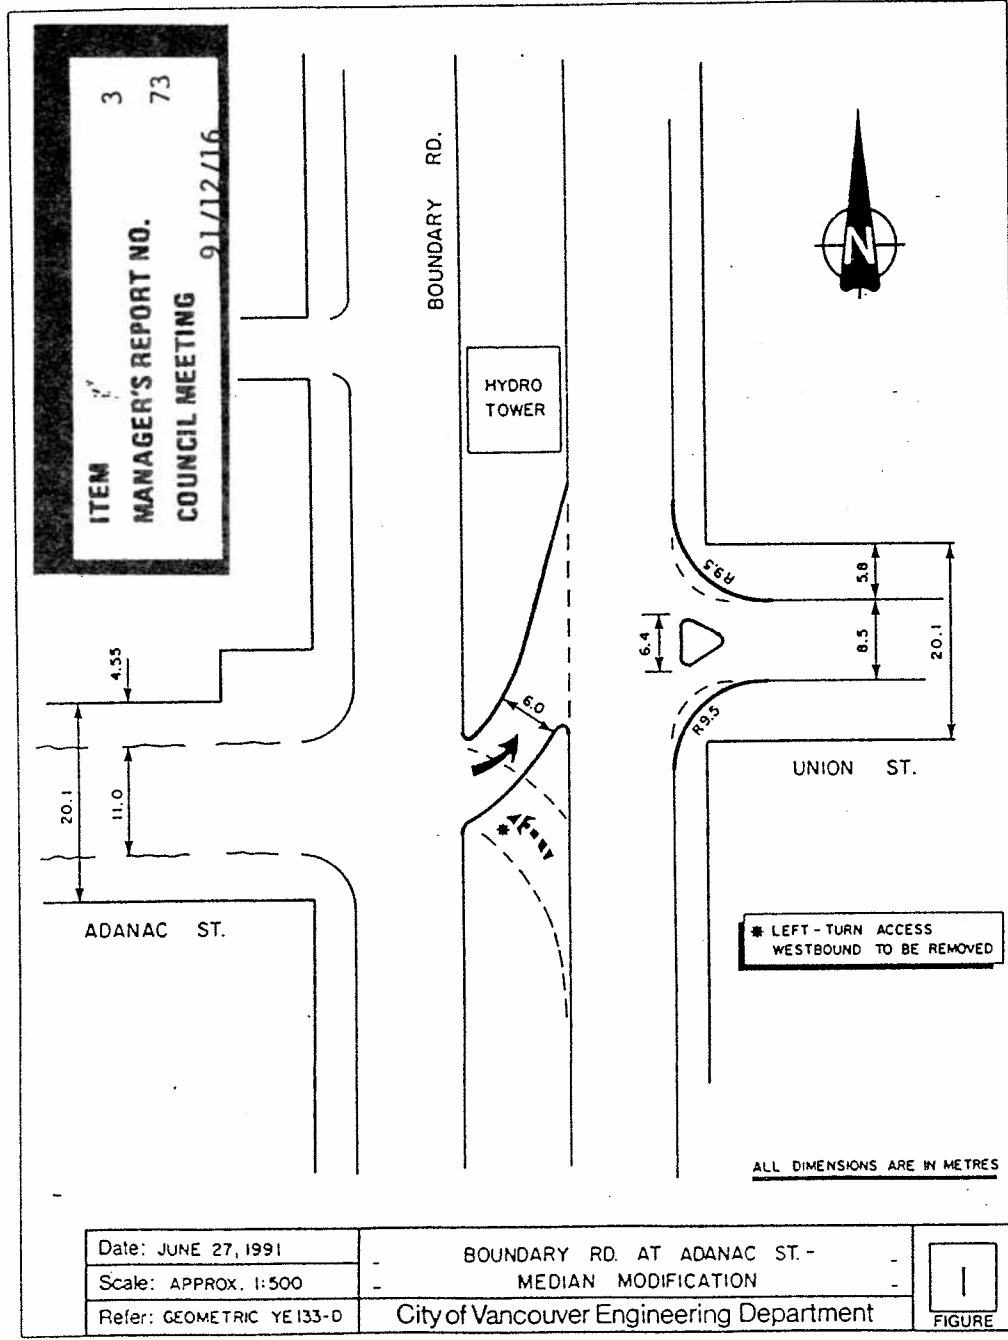 ITEM 3
MANAGER'S REPORT NO. 73
COUNCIL MEETING 91/12/16
BOUNDARY RD.
N
HYDRO
TOWER
R9.5
5.8
6.4
8.5
20.1
4.55
6.0
R9.5
UNION ST.
20.1
11.0
ADANAC ST.
* LEFT-TURN ACCESS
WESTBOUND TO BE REMOVED
ALL DIMENSIONS ARE IN METRES
Date: JUNE 27, 1991
Scale: APPROX. 1:500
Refer: GEOMETRIC YE133-D
BOUNDARY RD. AT ADANAC ST. -
MEDIAN MODIFICATION
City of Vancouver Engineering Department
1
FIGURE